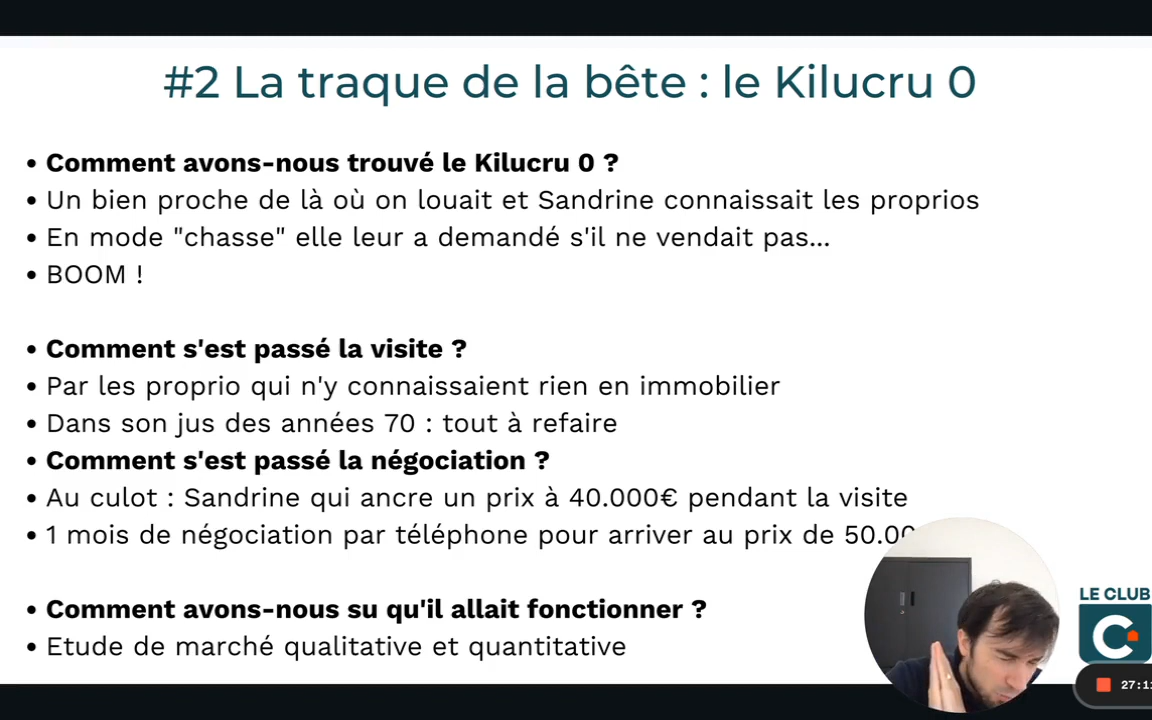 #2 La traque de la bête : le Kilucru 0
• Comment avons-nous trouvé le Kilucru 0 ?
• Un bien proche de là où on louait et Sandrine connaissait les proprios
• En mode "chasse" elle leur a demandé s'il ne vendait pas...
• BOOM !
• Comment s'est passé la visite ?
• Par les proprio qui n'y connaissaient rien en immobilier
• Dans son jus des années 70 : tout à refaire
• Comment s'est passé la négociation ?
• Au culot : Sandrine qui ancre un prix à 40.000€ pendant la visite
• 1 mois de négociation par téléphone pour arriver au prix de 50.00
• Comment avons-nous su qu'il allait fonctionner ?
• Etude de marché qualitative et quantitative
LE CLUB
C
27:11